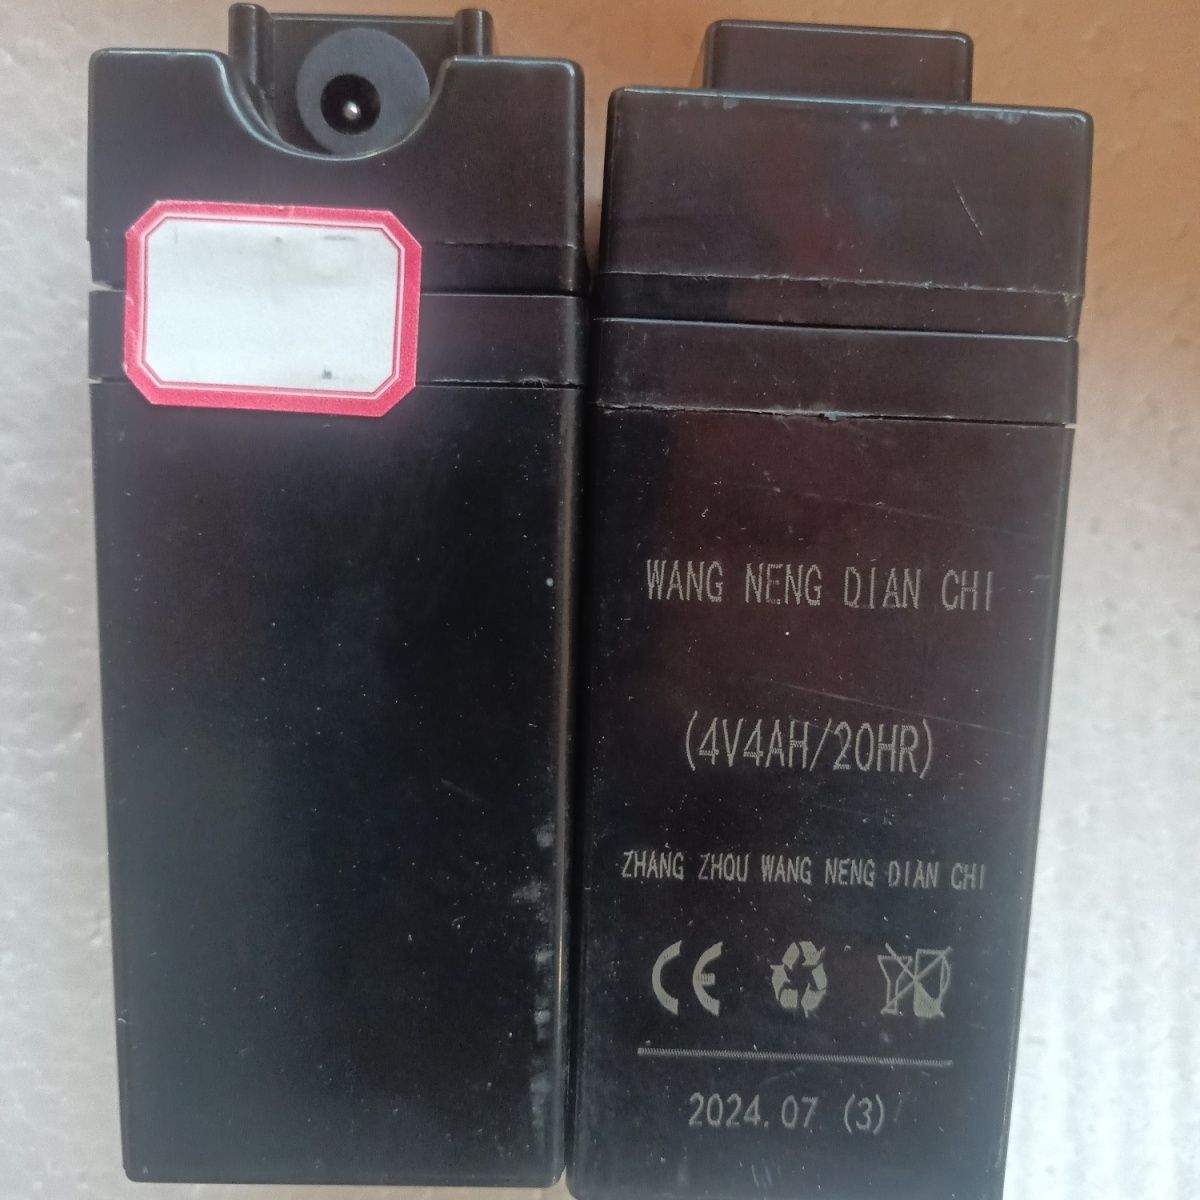 WANG NENG DIAN CHI
(4V4AH/20HR)
ZHANG ZHOU WANG NENG DIAN CHI
CE
2024.07 (3)